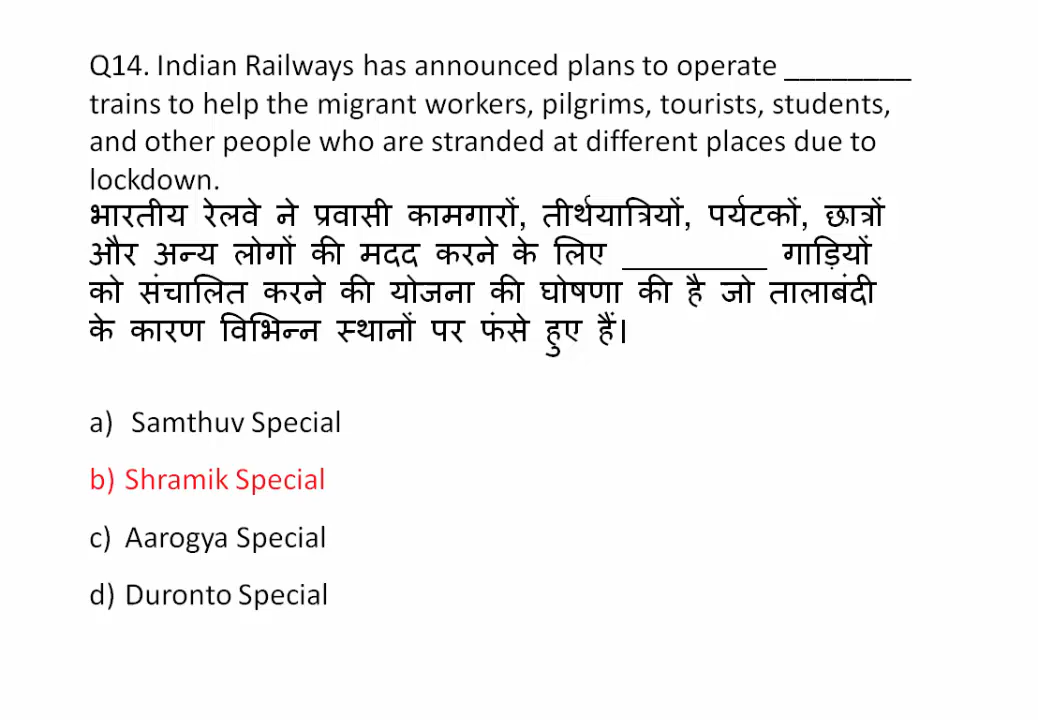 Q14. Indian Railways has announced plans to operate ________
trains to help the migrant workers, pilgrims, tourists, students,
and other people who are stranded at different places due to
lockdown.
भारतीय रेलवे ने प्रवासी कामगारों, तीर्थयात्रियों, पर्यटकों, छात्रों
और अन्य लोगों की मदद करने के लिए _________ गाड़ियों
को संचालित करने की योजना की घोषणा की है जो तालाबंदी
के कारण विभिन्न स्थानों पर फंसे हुए हैं।
a) Samthuv Special
b) Shramik Special
c) Aarogya Special
d) Duronto Special